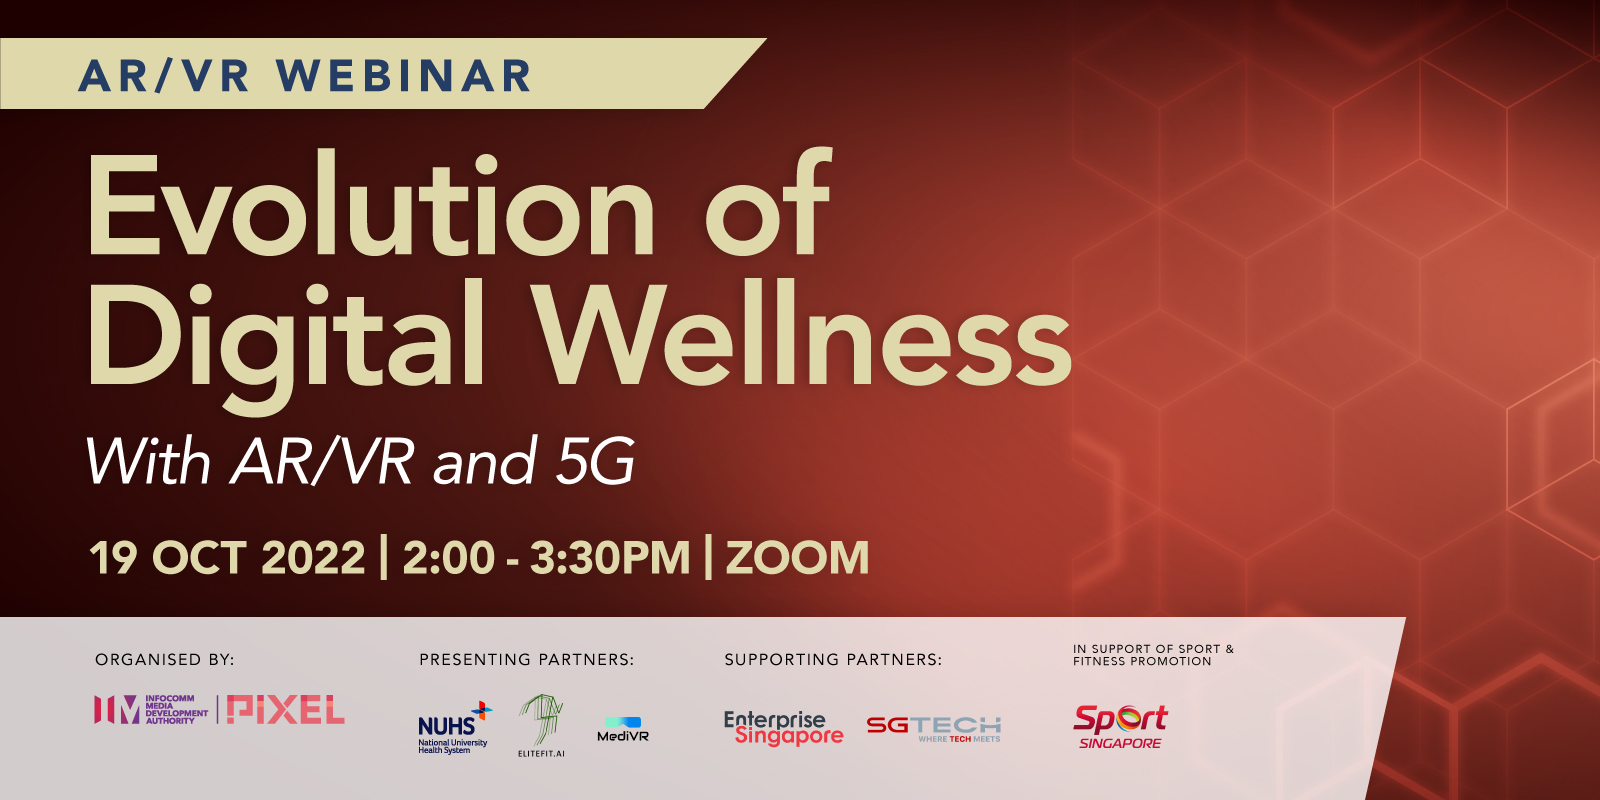 AR/VR WEBINAR
Evolution of
Digital Wellness
With AR/VR and 5G
19 OCT 2022 | 2:00 - 3:30PM | ZOOM
ORGANISED BY:
INFOCOMM
MEDIA
DEVELOPMENT
AUTHORITY
PIXEL
PRESENTING PARTNERS:
NUHS
National University
Health System
ELITEFIT.AI
MediVR
SUPPORTING PARTNERS:
Enterprise
Singapore
SGTECH
WHERE TECH MEETS
IN SUPPORT OF SPORT &
FITNESS PROMOTION
Sport
SINGAPORE